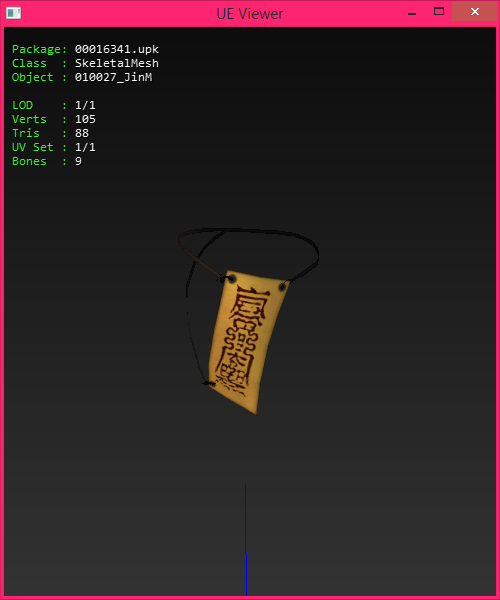 UE Viewer
Package: 00016341.upk
Class : SkeletalMesh
Object : 010027_JinM
LOD : 1/1
Verts : 105
Tris : 88
UV Set : 1/1
Bones : 9